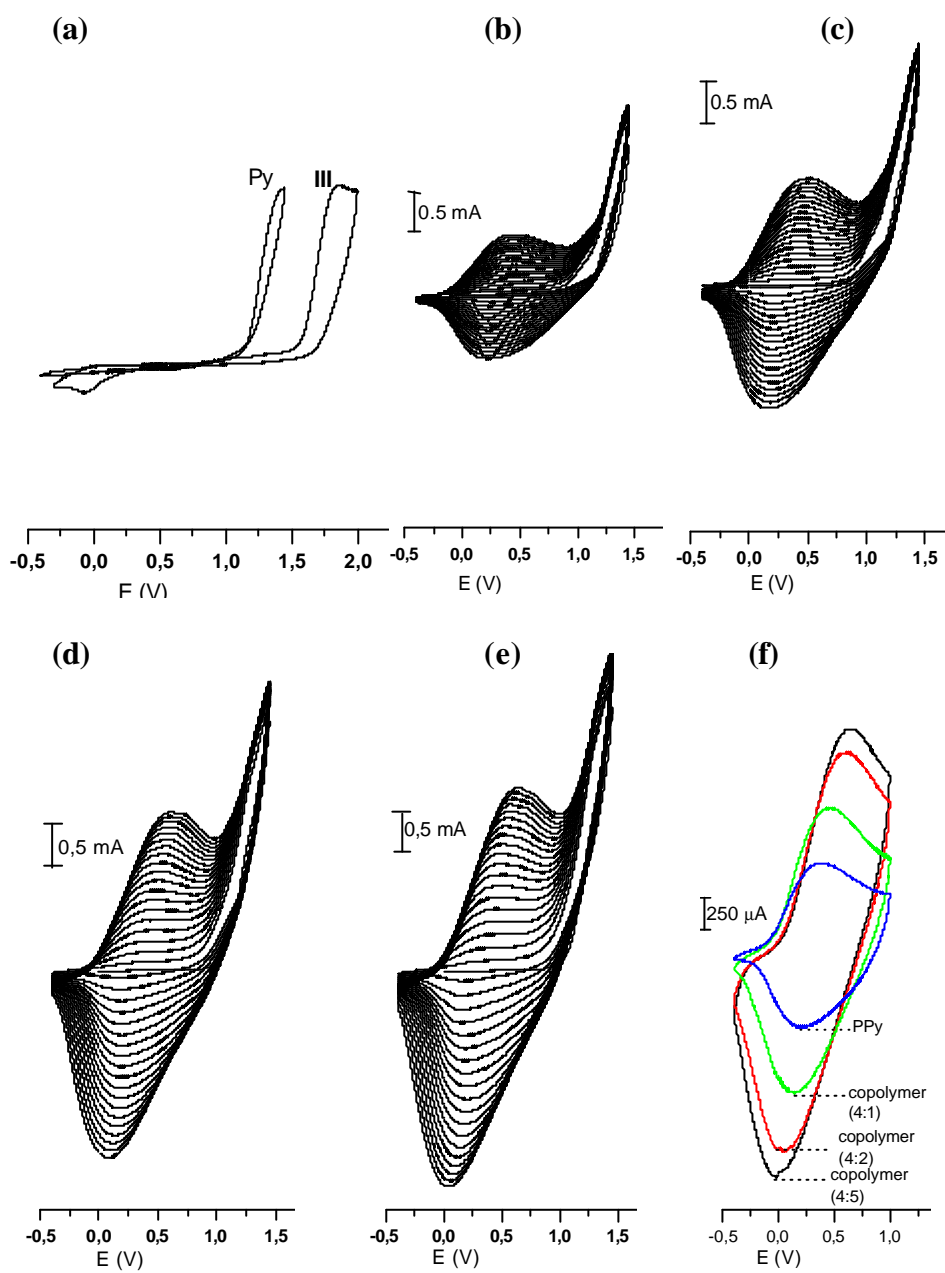 (a)
(b)
(c)
Py
III
0.5 mA
0.5 mA
-0,5 0,0 0,5 1,0 1,5 2,0
-0,5 0,0 0,5 1,0 1,5
-0,5 0,0 0,5 1,0 1,5
E (V)
E (V)
E (V)
(d)
(e)
(f)
0,5 mA
0,5 mA
250 μA
PPy
copolymer
(4:1)
copolymer
(4:2)
copolymer
(4:5)
-0,5 0,0 0,5 1,0 1,5
-0,5 0,0 0,5 1,0 1,5
-0,5 0,0 0,5 1,0
E (V)
E (V)
E (V)